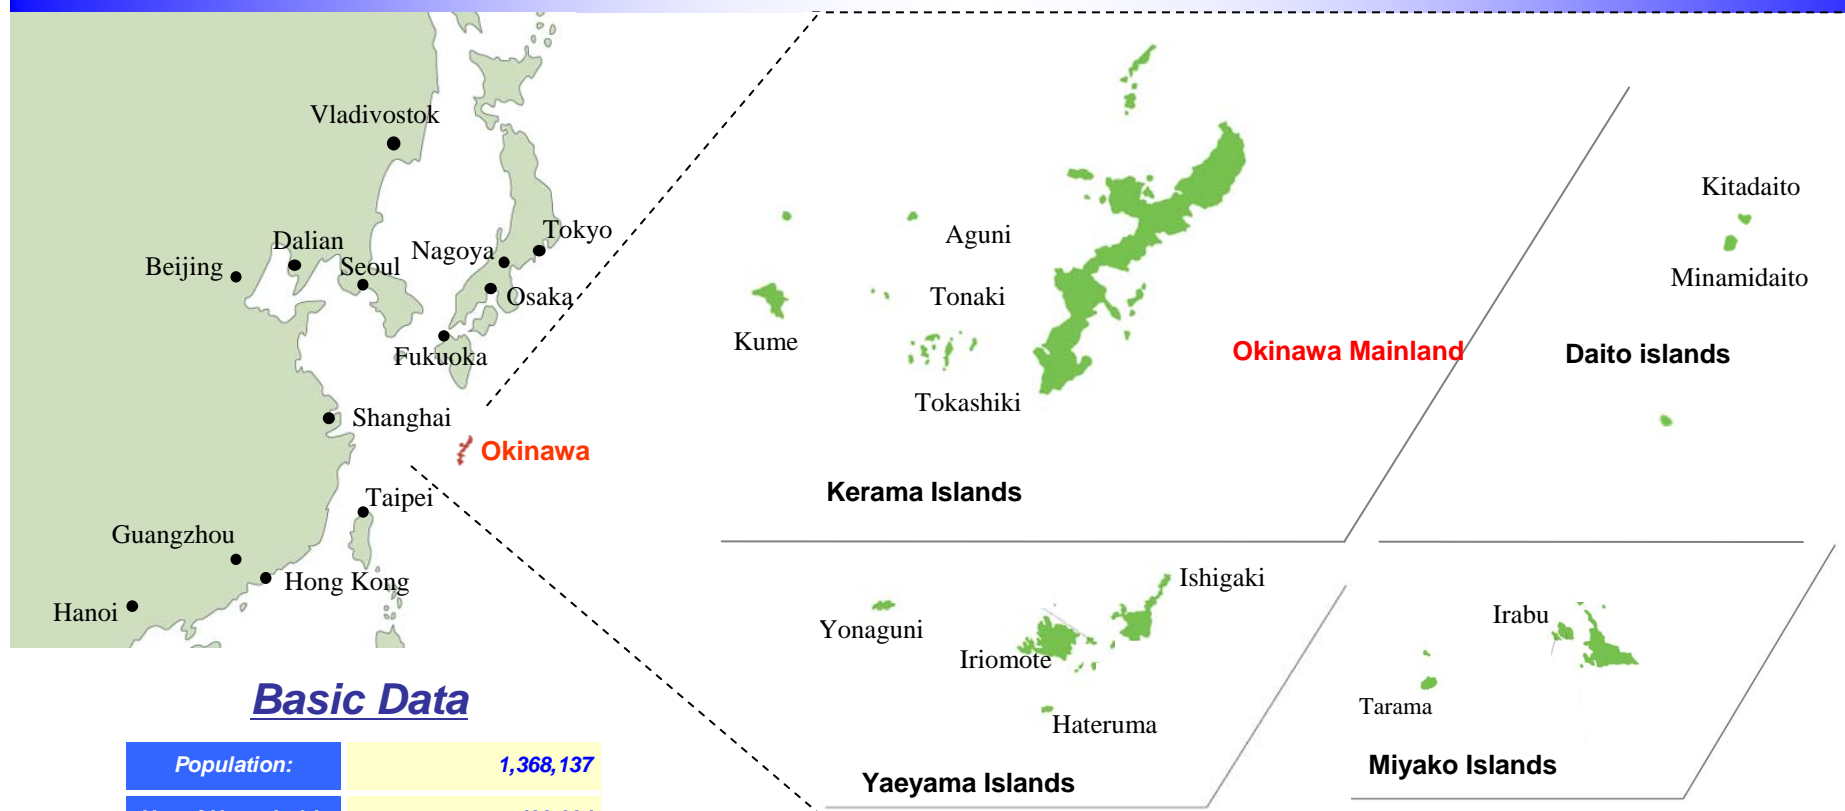 Vladivostok
Tokyo
Nagoya
Dalian
Seoul
Beijing
Osaka
Fukuoka
Shanghai
Okinawa
Taipei
Guangzhou
Hong Kong
Hanoi
Aguni
Tonaki
Kume
Tokashiki
Okinawa Mainland
Kerama Islands
Kitadaito
Minamidaito
Daito islands
Ishigaki
Yonaguni
Iriomote
Hateruma
Yaeyama Islands
Irabu
Tarama
Miyako Islands
Basic Data
Population: 1,368,137